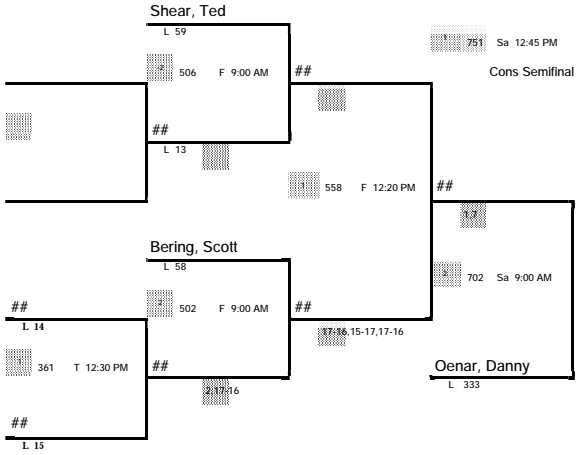 Shear, Ted
L 59
1 751 Sa 12:45 PM
2 506 F 9:00 AM
##
Cons Semifinal
##
L 13
1 558 F 12:20 PM
##
1,7
Bering, Scott
L 58
2 702 Sa 9:00 AM
2 502 F 9:00 AM
##
##
L 14
17-16,15-17,17-16
1 361 T 12:30 PM
##
Oenar, Danny
L 333
2,17-16
##
L 15